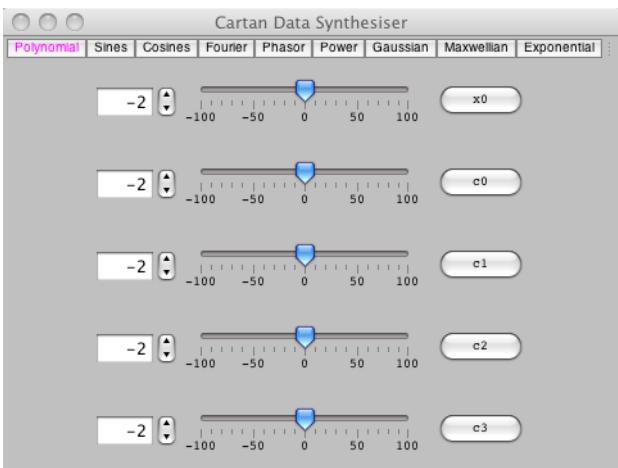 Cartan Data Synthesiser
Polynomial Sines Cosines Fourier Phasor Power Gaussian Maxwellian Exponential
-2 x0
-100 -50 0 50 100
-2 c0
-100 -50 0 50 100
-2 c1
-100 -50 0 50 100
-2 c2
-100 -50 0 50 100
-2 c3
-100 -50 0 50 100